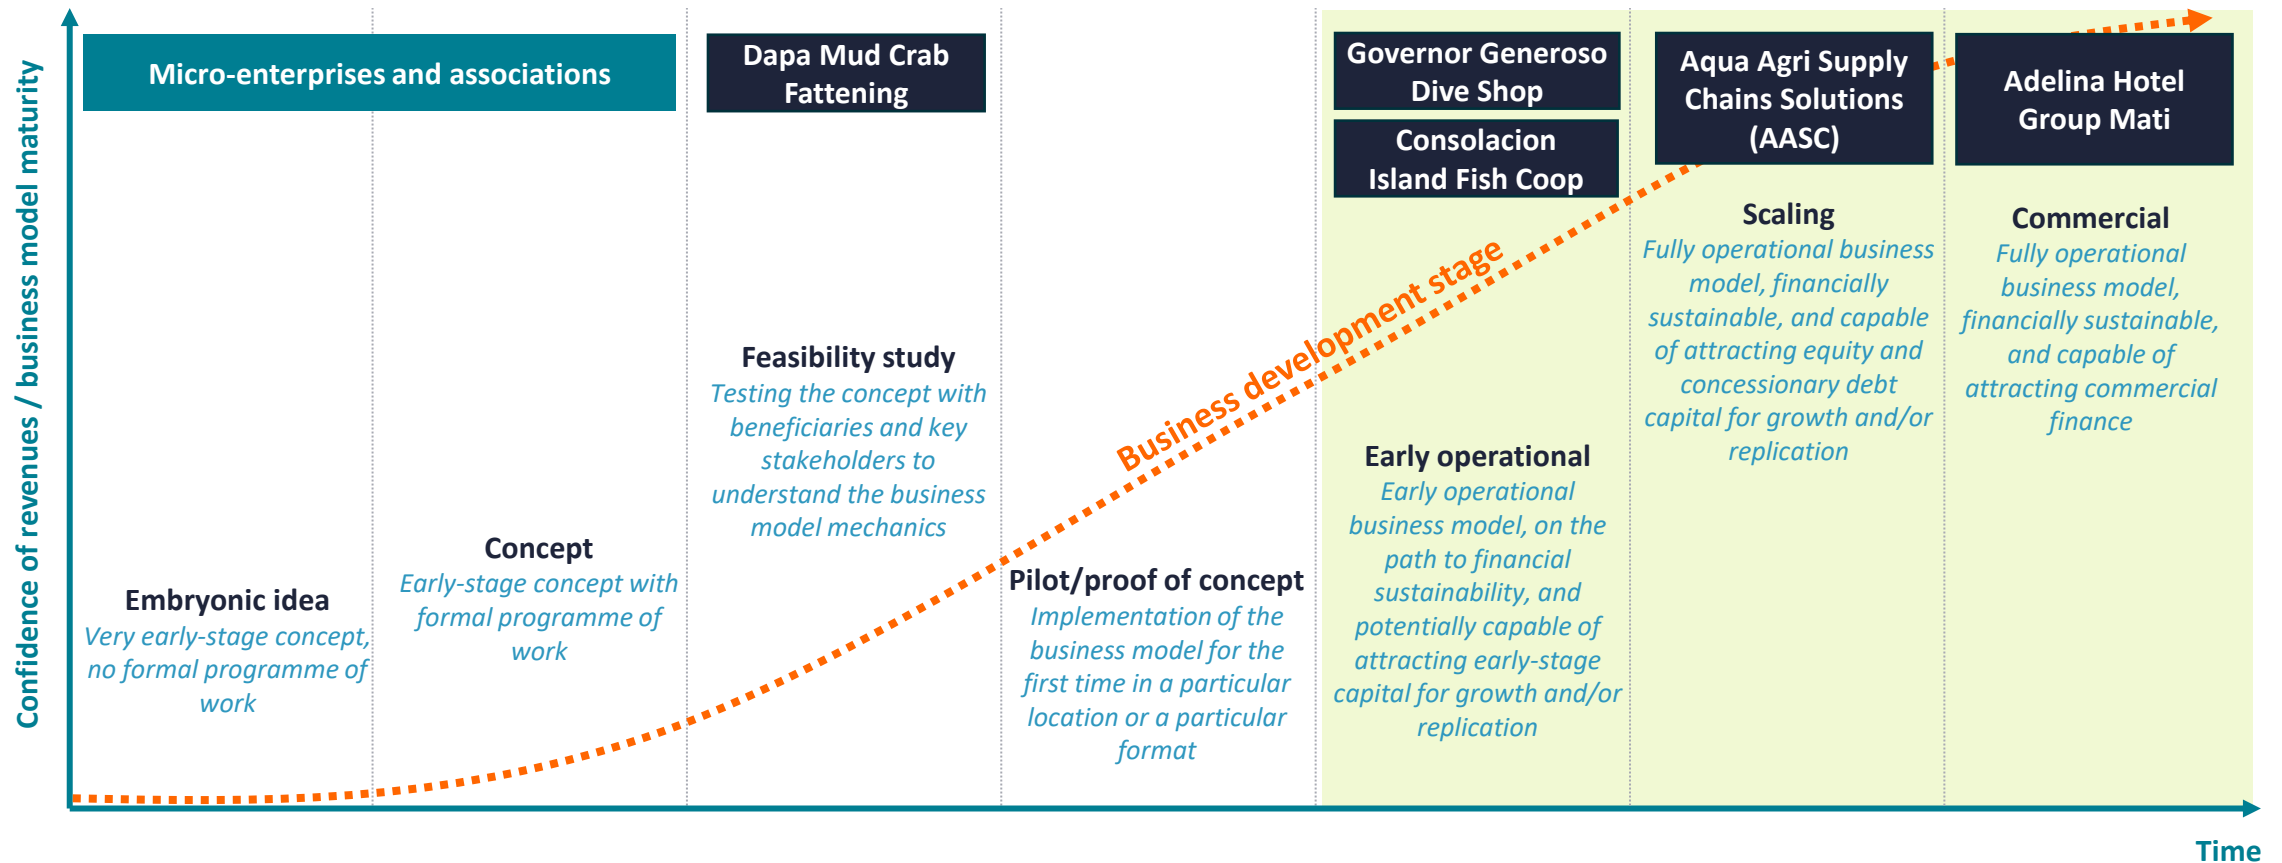 Confidence of revenues / business model maturity
Micro-enterprises and associations
Embryonic idea
Very early-stage concept,
no formal programme of
work
Concept
Early-stage concept with
formal programme of
work
Dapa Mud Crab
Fattening
Feasibility study
Testing the concept with
beneficiaries and key
stakeholders to
understand the business
model mechanics
Pilot/proof of concept
Implementation of the
business model for the
first time in a particular
location or a particular
format
Business development stage
Governor Generoso
Dive Shop
Consolacion
Island Fish Coop
Early operational
Early operational
business model, on the
path to financial
sustainability, and
potentially capable of
attracting early-stage
capital for growth and/or
replication
Aqua Agri Supply
Chains Solutions
(AASC)
Scaling
Fully operational business
model, financially
sustainable, and capable
of attracting equity and
concessionary debt
capital for growth and/or
replication
Adelina Hotel
Group Mati
Commercial
Fully operational
business model,
financially sustainable,
and capable of
attracting commercial
finance
Time